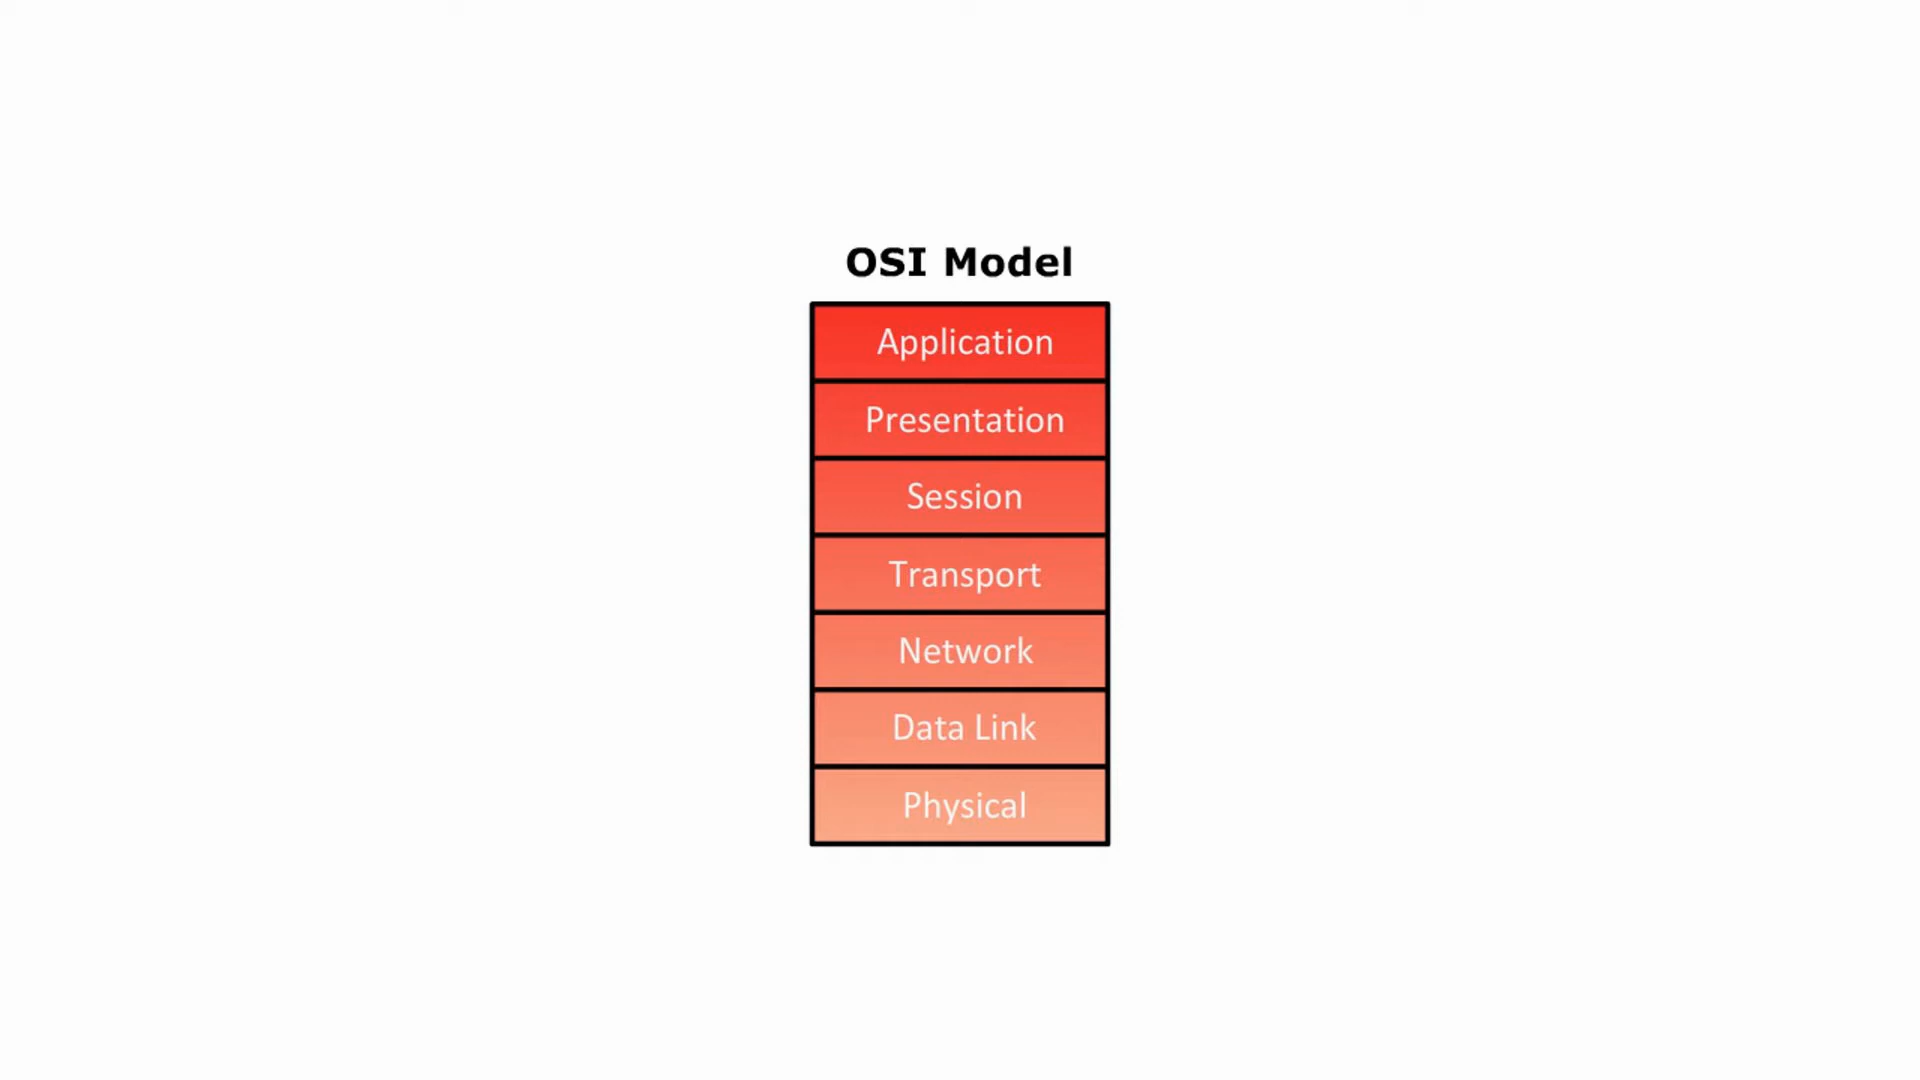 OSI Model
Application
Presentation
Session
Transport
Network
Data Link
Physical